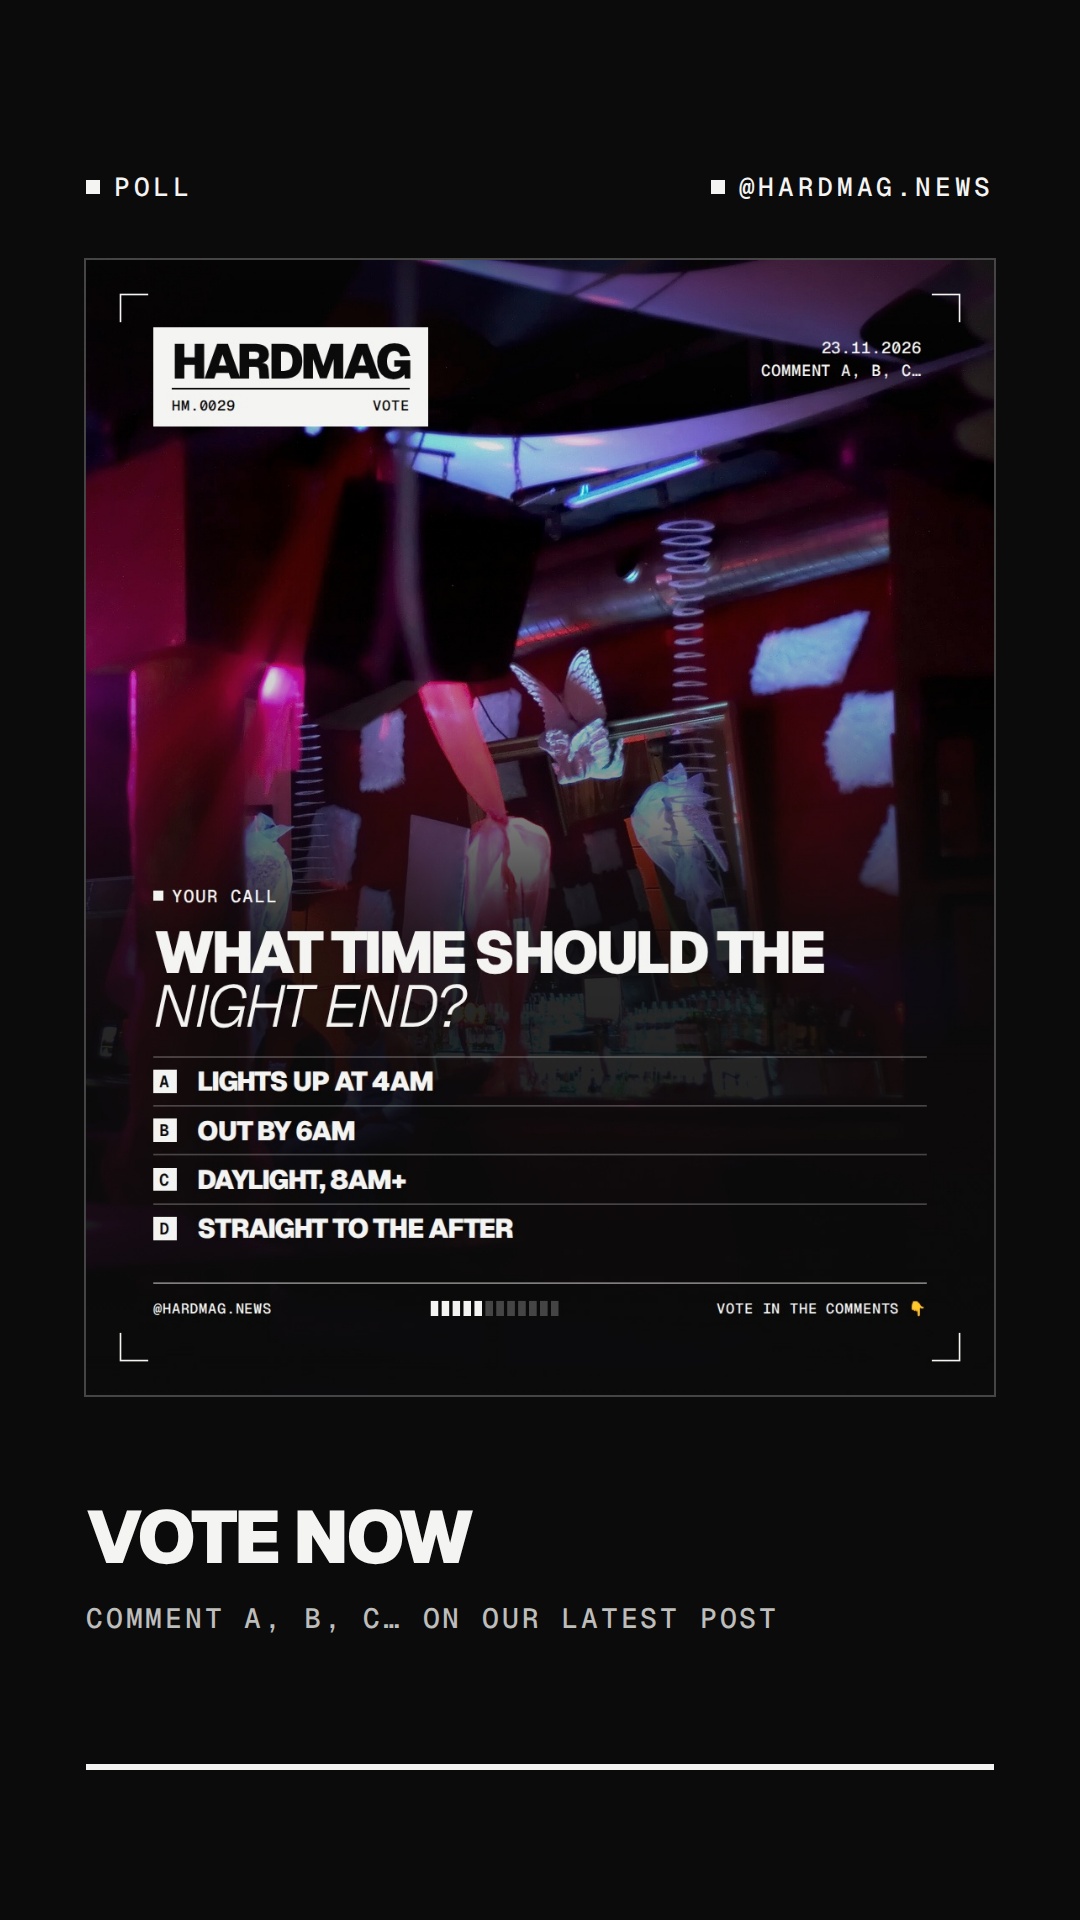 POLL
@HARDMAG.NEWS
HARDMAG
HM.0029 VOTE
23.11.2026
COMMENT A, B, C…
YOUR CALL
WHAT TIME SHOULD THE
NIGHT END?
A LIGHTS UP AT 4AM
B OUT BY 6AM
C DAYLIGHT, 8AM+
D STRAIGHT TO THE AFTER
@HARDMAG.NEWS
VOTE IN THE COMMENTS 👇
VOTE NOW
COMMENT A, B, C… ON OUR LATEST POST